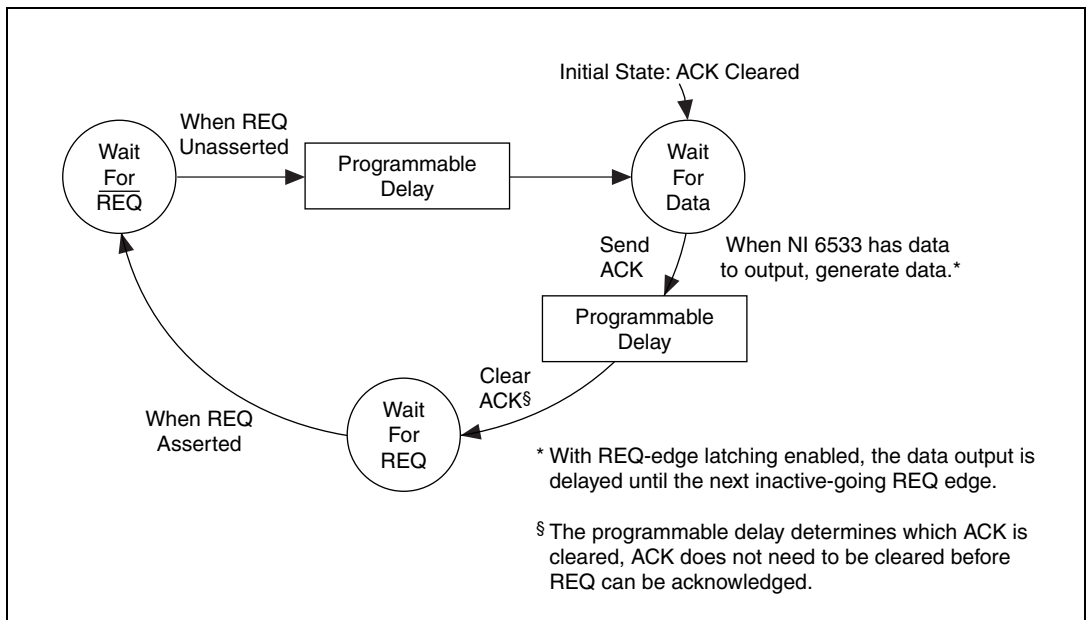 Initial State: ACK Cleared
When REQ
Unasserted
Wait
For
REQ
Programmable
Delay
Wait
For
Data
Send
ACK
When NI 6533 has data
to output, generate data.*
Programmable
Delay
Clear
ACK§
Wait
For
REQ
When REQ
Asserted
* With REQ-edge latching enabled, the data output is
delayed until the next inactive-going REQ edge.
§ The programmable delay determines which ACK is
cleared, ACK does not need to be cleared before
REQ can be acknowledged.